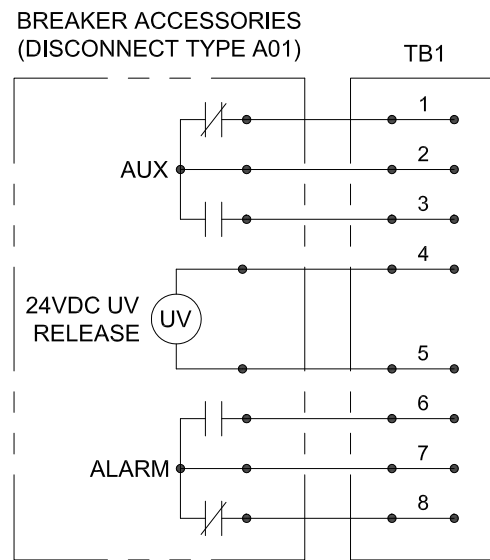 BREAKER ACCESSORIES
(DISCONNECT TYPE A01)
TB1
1
AUX
2
3
4
24VDC UV
RELEASE
UV
5
6
ALARM
7
8